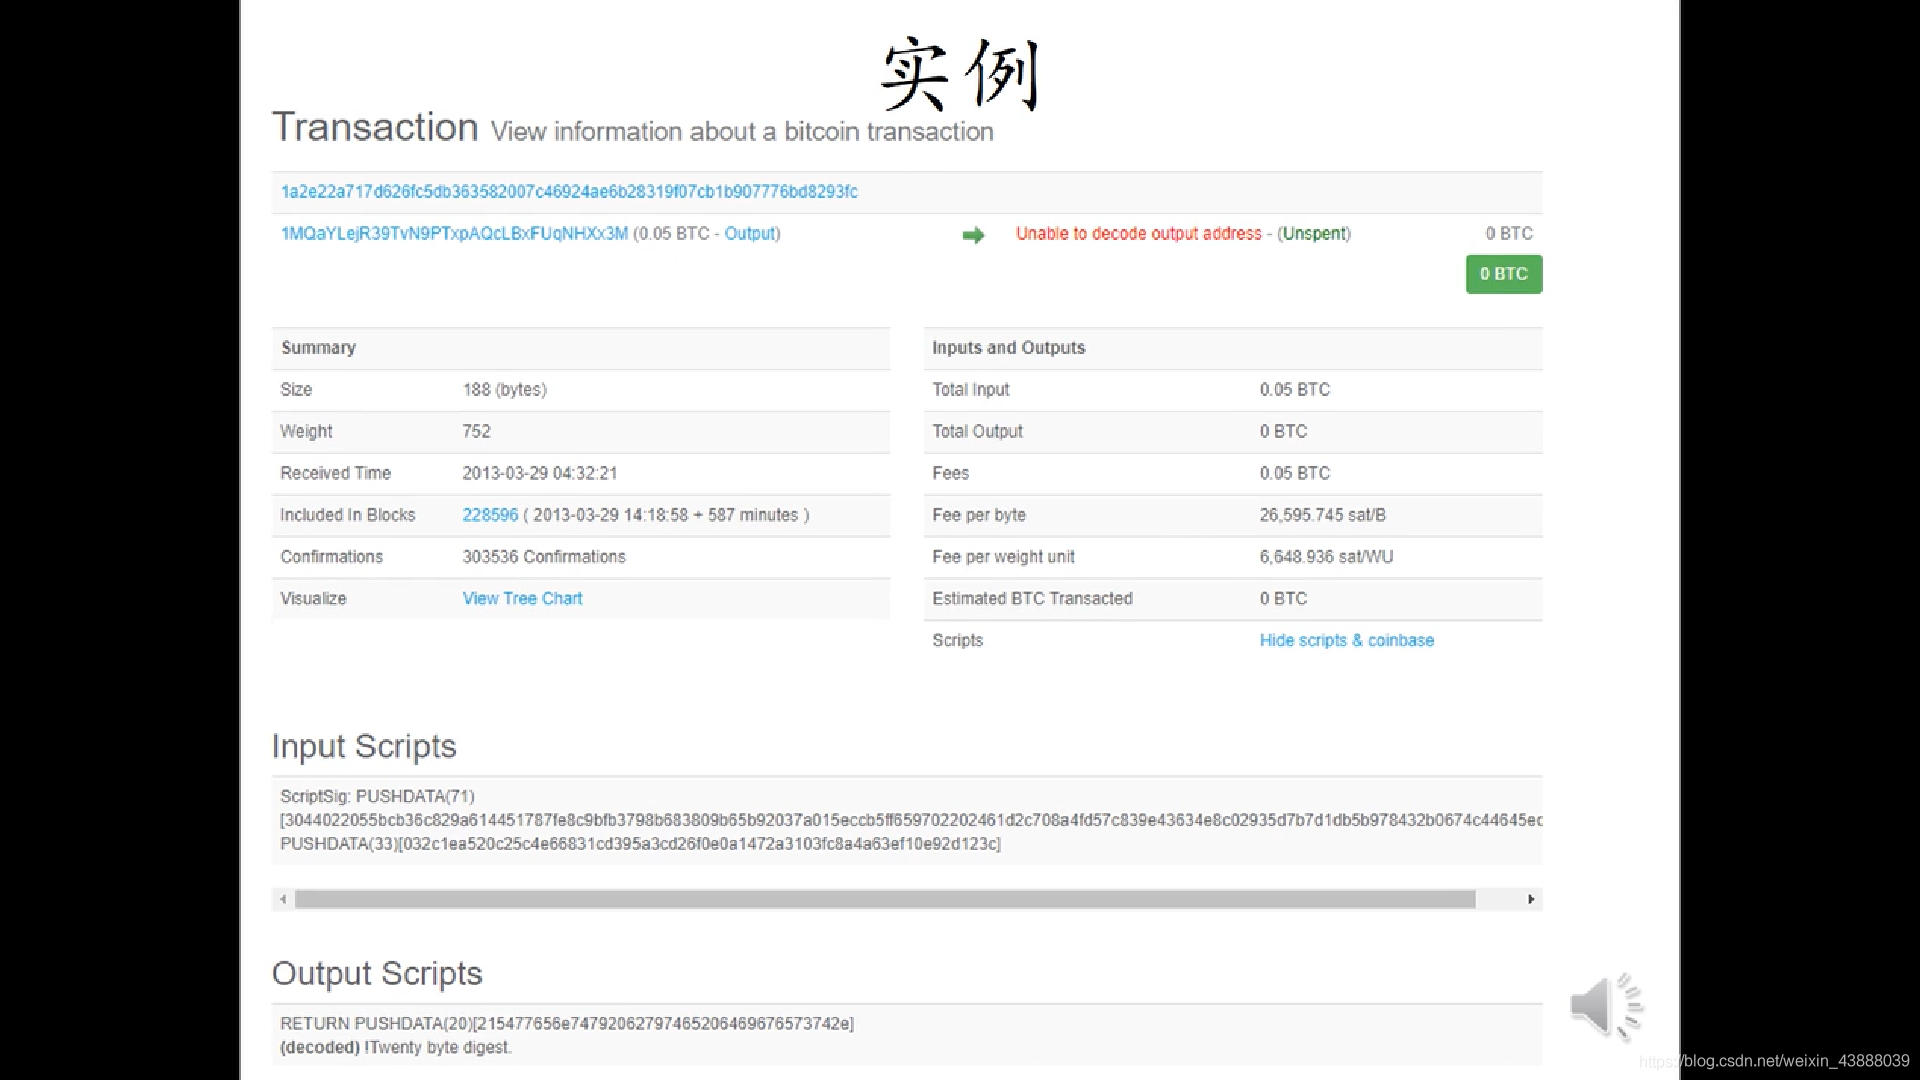 实例
Transaction View information about a bitcoin transaction
1a2e22a717d626fc5db363582007c46924ae6b28319f07cb1b907776bd8293fc
1MQaYLejR39TvN9PTxpAQcLBxFUqNHXx3M (0.05 BTC - Output) Unable to decode output address - (Unspent) 0 BTC
0 BTC
Summary
Size 188 (bytes)
Weight 752
Received Time 2013-03-29 04:32:21
Included In Blocks 228596 ( 2013-03-29 14:18:58 + 587 minutes )
Confirmations 303536 Confirmations
Visualize View Tree Chart
Inputs and Outputs
Total Input 0.05 BTC
Total Output 0 BTC
Fees 0.05 BTC
Fee per byte 26,595.745 sat/B
Fee per weight unit 6,648.936 sat/WU
Estimated BTC Transacted 0 BTC
Scripts Hide scripts & coinbase
Input Scripts
ScriptSig: PUSHDATA(71)
[3044022055bcb36c829a614451787fe8c9bfb3798b683809b65b92037a015eccb5ff659702202461d2c708a4fd57c839e43634e8c02935d7b7d1db5b978432b0674c44645ec
PUSHDATA(33)[032c1ea520c25c4e66831cd395a3cd26f0e0a1472a3103fc8a4a63ef10e92d123c]
Output Scripts
RETURN PUSHDATA(20)[215477656e74792062797465206469676573742e]
(decoded) !Twenty byte digest.
https://blog.csdn.net/weixin_43888039